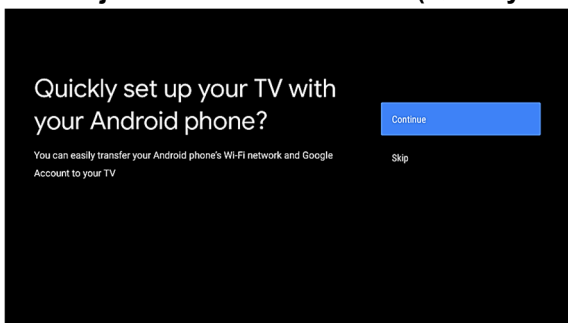 Quickly set up your TV with
your Android phone?
You can easily transfer your Android phone's Wi-Fi network and Google
Account to your TV
Continue
Skip